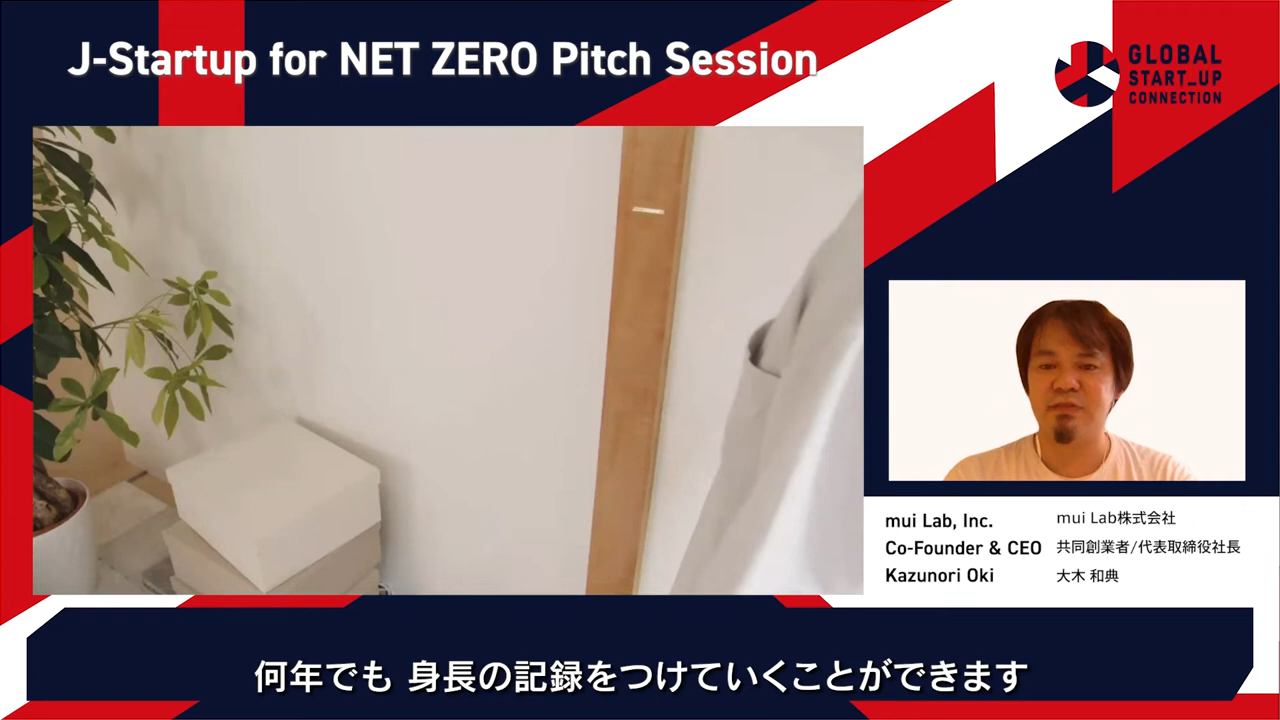 J-Startup for NET ZERO Pitch Session
GLOBAL
START_UP
CONNECTION
mui Lab, Inc.
Co-Founder & CEO
Kazunori Oki
mui Lab株式会社
共同創業者/代表取締役社長
大木 和典
何年でも 身長の記録をつけていくことができます